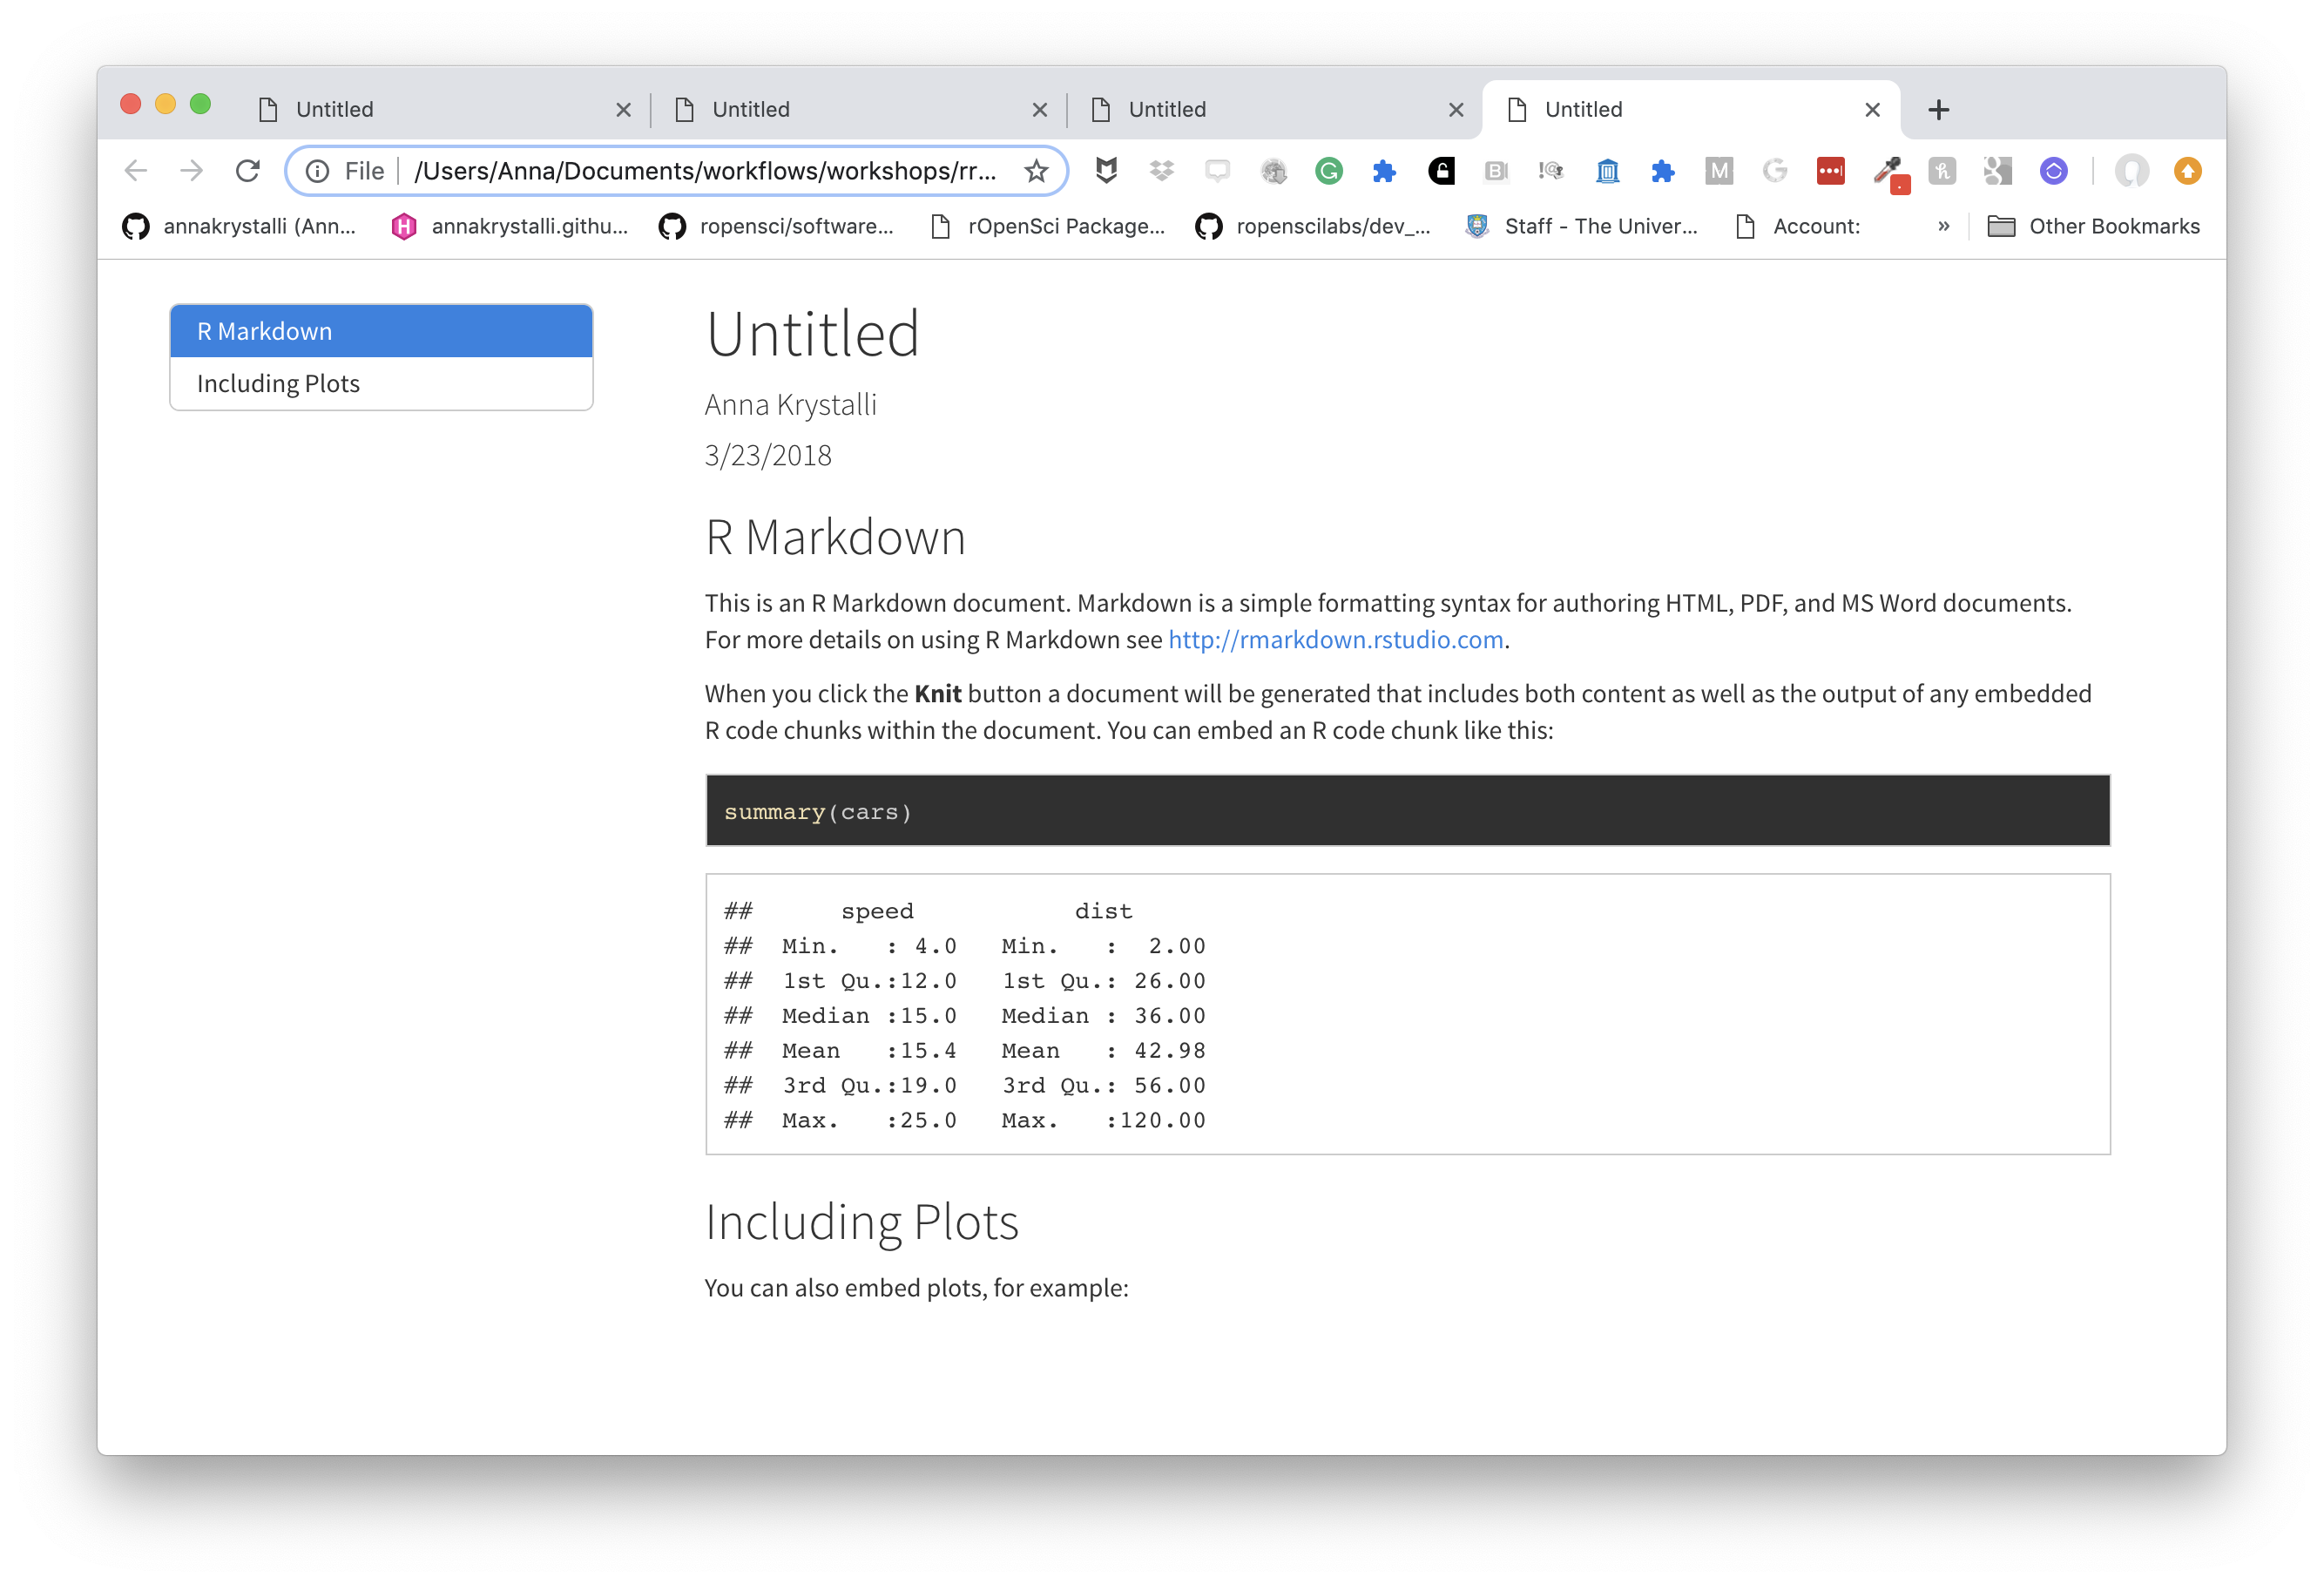 Untitled
Untitled
Untitled
Untitled
File /Users/Anna/Documents/workflows/workshops/rr...
annakrystalli (Ann... annakrystalli.githu... ropensci/software... rOpenSci Package... ropenscilabs/dev_... Staff - The Univer... Account: » Other Bookmarks
R Markdown
Including Plots
Untitled
Anna Krystalli
3/23/2018
R Markdown
This is an R Markdown document. Markdown is a simple formatting syntax for authoring HTML, PDF, and MS Word documents.
For more details on using R Markdown see http://rmarkdown.rstudio.com.
When you click the Knit button a document will be generated that includes both content as well as the output of any embedded
R code chunks within the document. You can embed an R code chunk like this:
summary(cars)
##      speed           dist
##  Min.   : 4.0   Min.   :  2.00
##  1st Qu.:12.0   1st Qu.: 26.00
##  Median :15.0   Median : 36.00
##  Mean   :15.4   Mean   : 42.98
##  3rd Qu.:19.0   3rd Qu.: 56.00
##  Max.   :25.0   Max.   :120.00
Including Plots
You can also embed plots, for example: